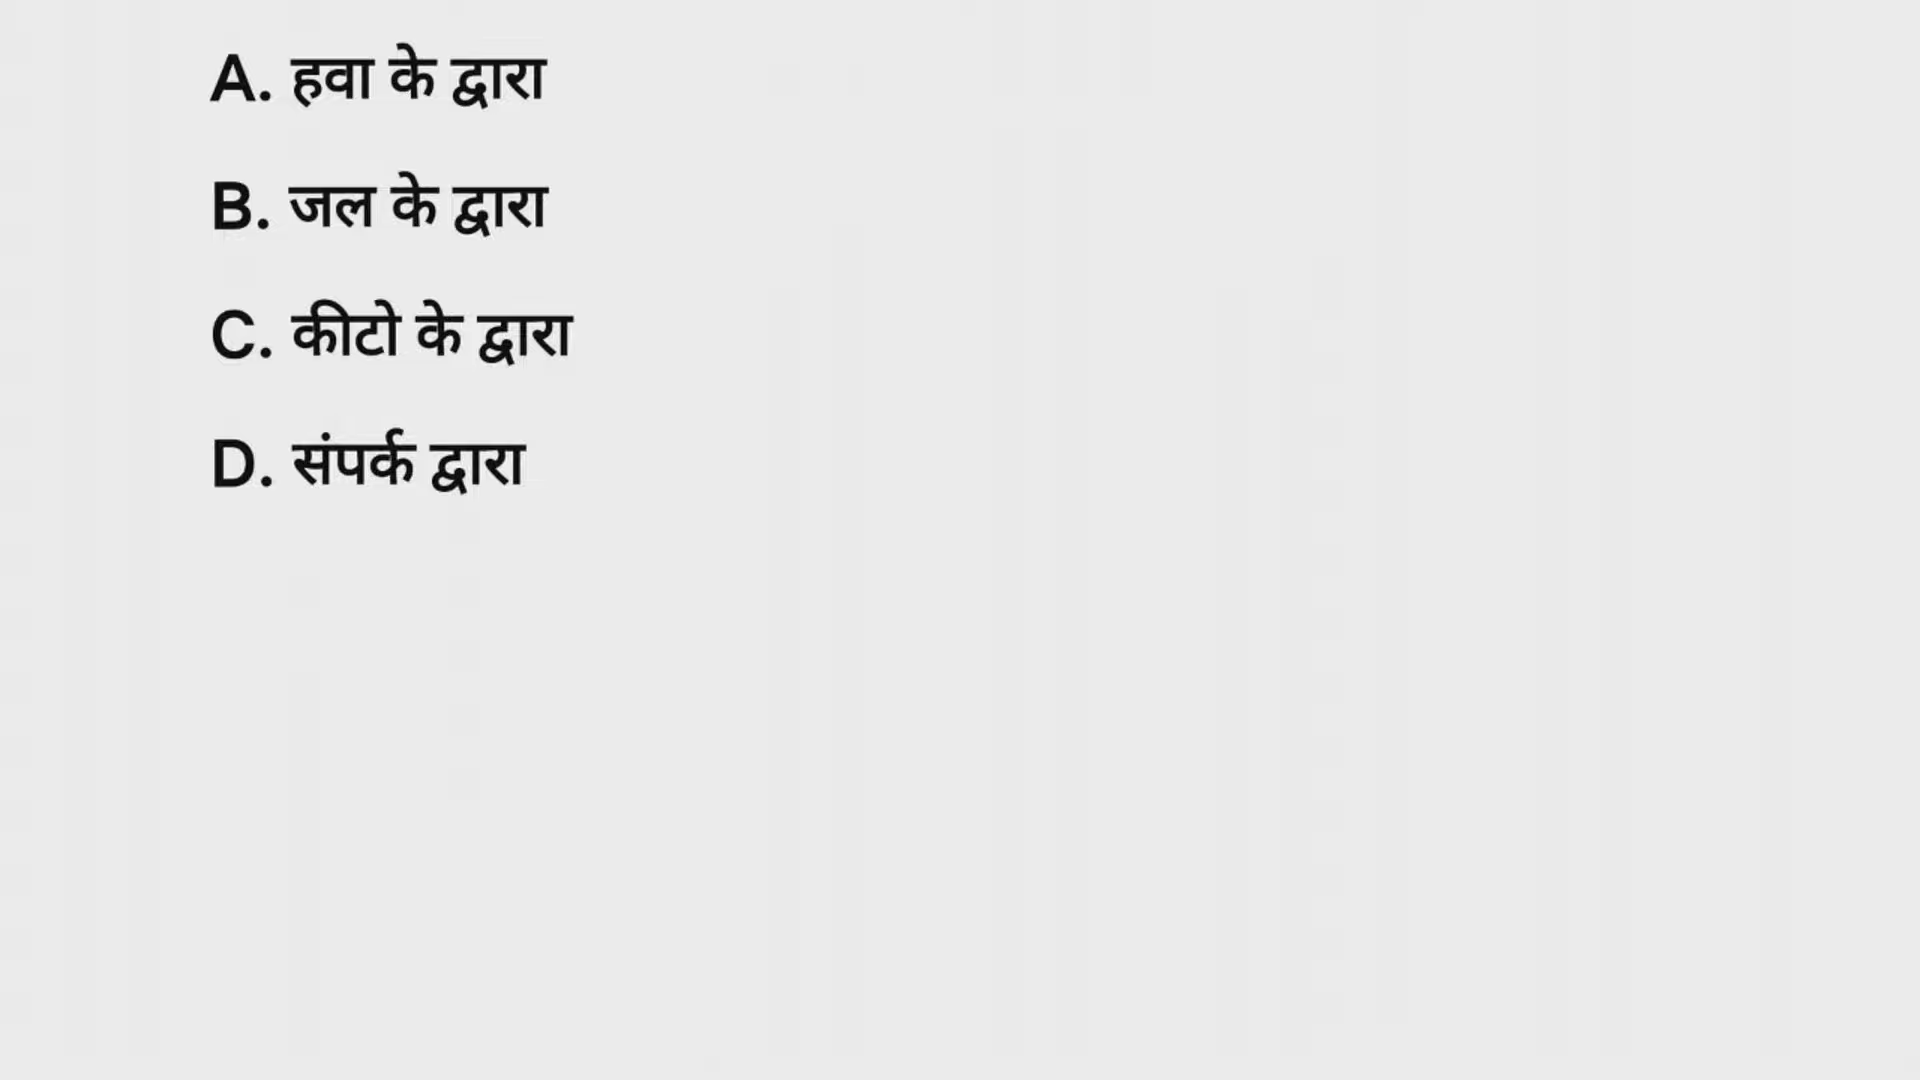 A. हवा के द्वारा
B. जल के द्वारा
C. कीटो के द्वारा
D. संपर्क द्वारा